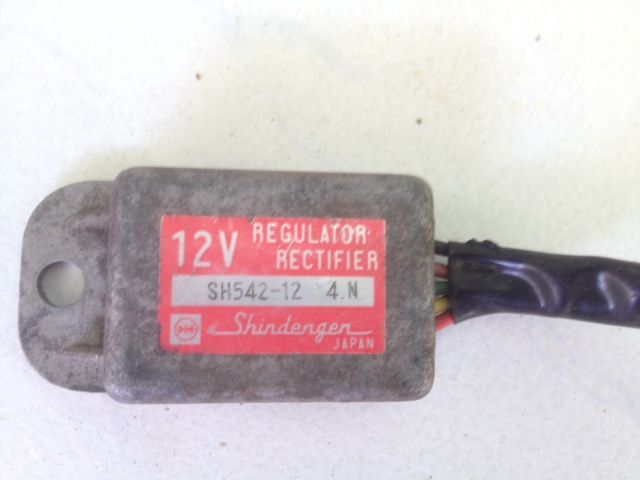 12V REGULATOR
RECTIFIER
SH542-12 4.N
Shindengen
JAPAN